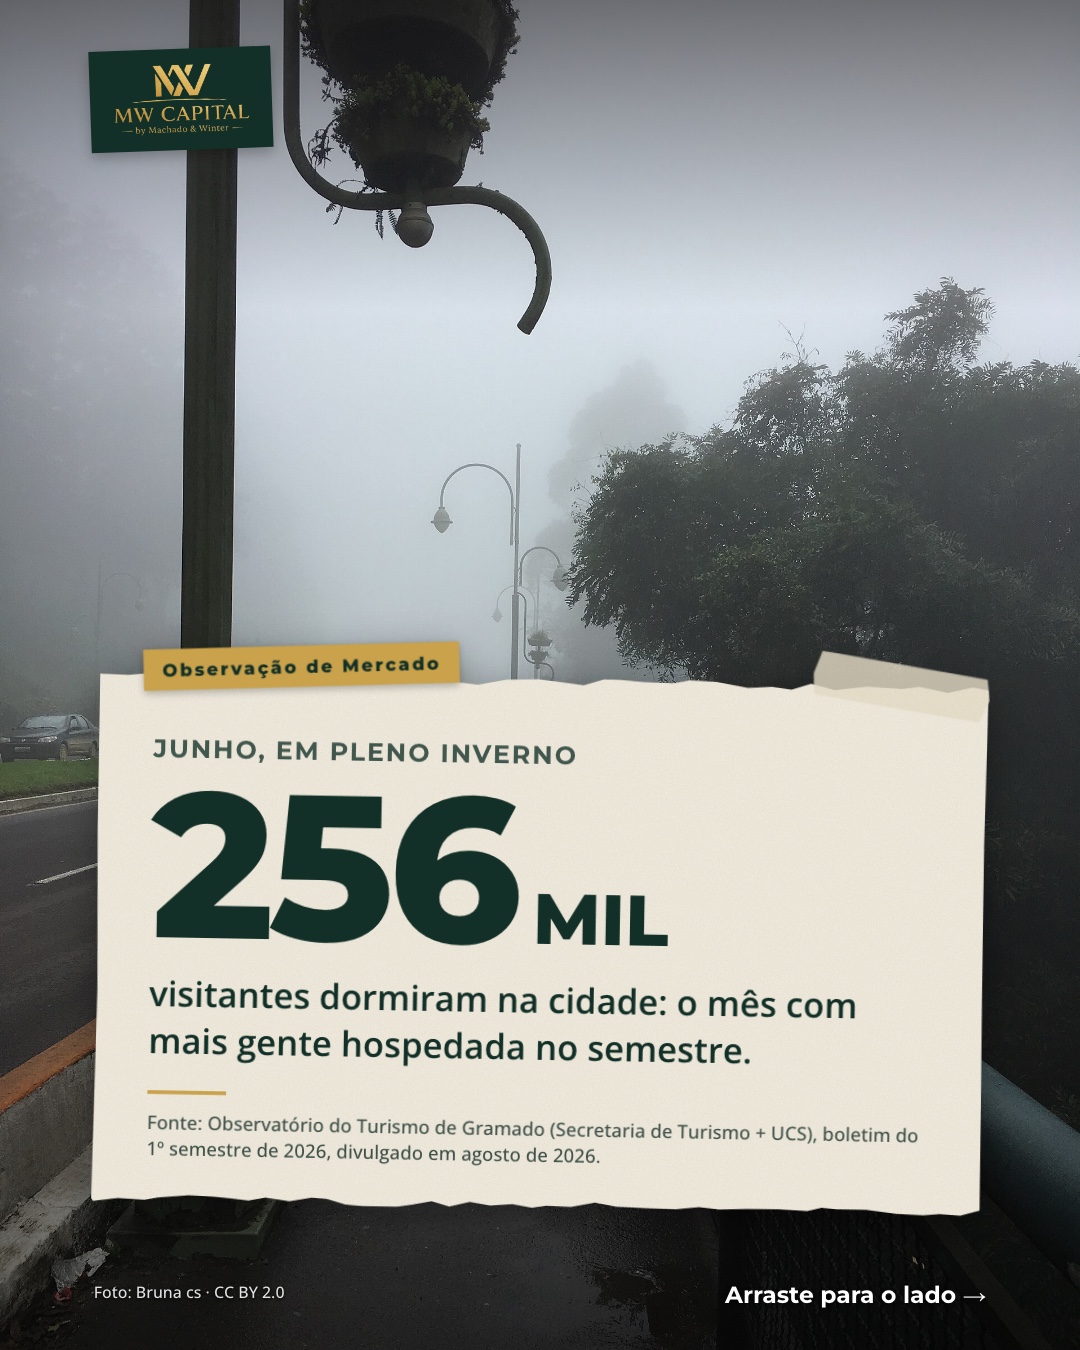 MW CAPITAL
by Machado & Winter
Observação de Mercado
JUNHO, EM PLENO INVERNO
256 MIL
visitantes dormiram na cidade: o mês com
mais gente hospedada no semestre.
Fonte: Observatório do Turismo de Gramado (Secretaria de Turismo + UCS), boletim do
1º semestre de 2026, divulgado em agosto de 2026.
Foto: Bruna cs · CC BY 2.0
Arraste para o lado →